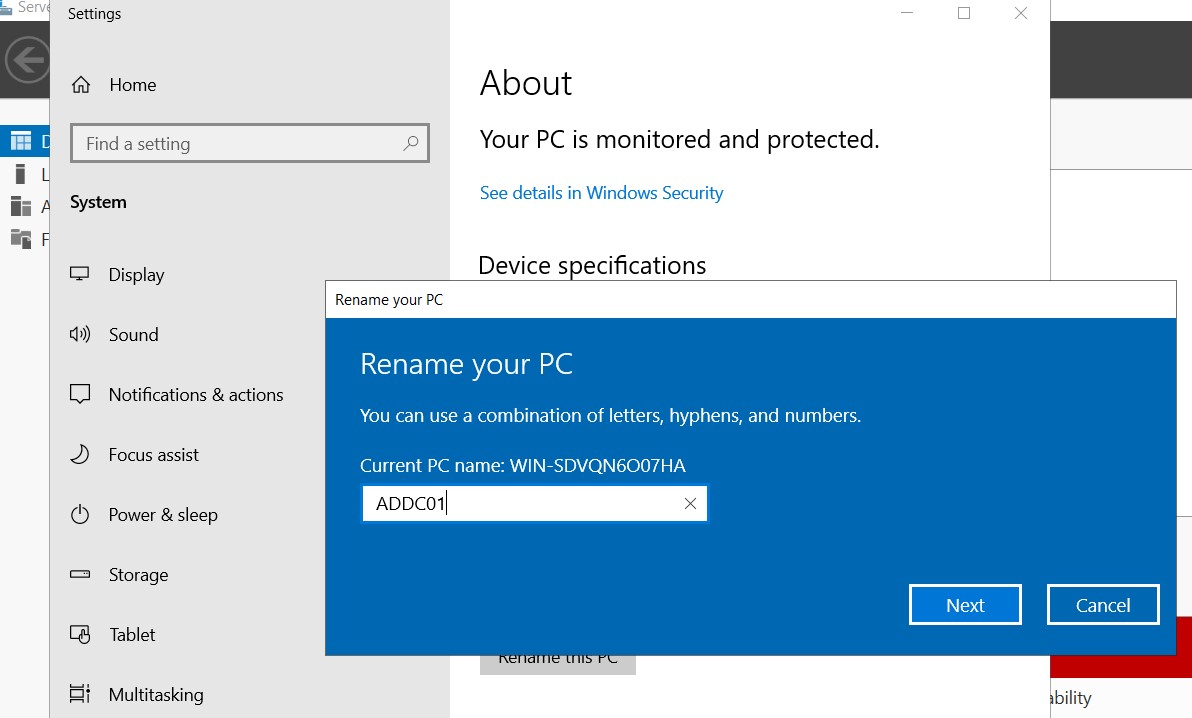 Settings
Home
Find a setting
System
Display
Sound
Notifications & actions
Focus assist
Power & sleep
Storage
Tablet
Multitasking
About
Your PC is monitored and protected.
See details in Windows Security
Device specifications
Rename your PC
Rename your PC
You can use a combination of letters, hyphens, and numbers.
Current PC name: WIN-SDVQN6O07HA
ADDC01
Next
Cancel
Rename this PC